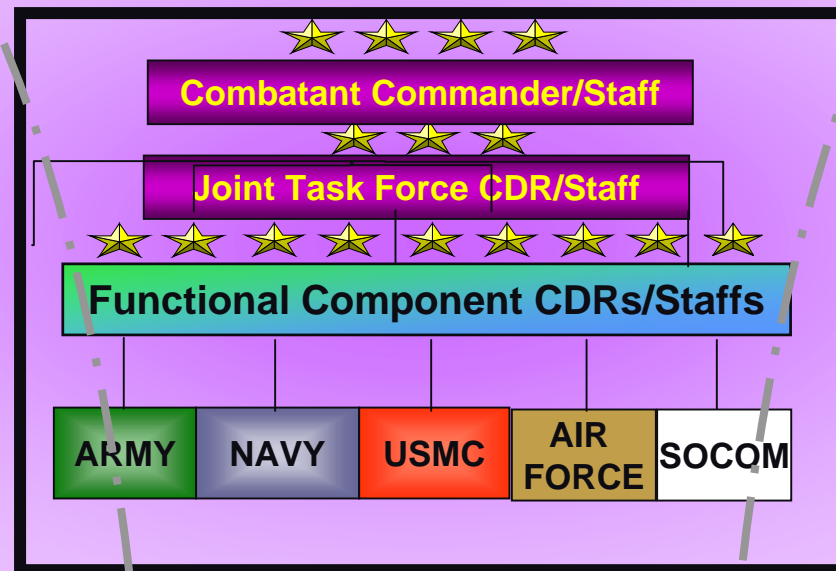 Combatant Commander/Staff
Joint Task Force CDR/Staff
Functional Component CDRs/Staffs
ARMY
NAVY
USMC
AIR
FORCE
SOCOM